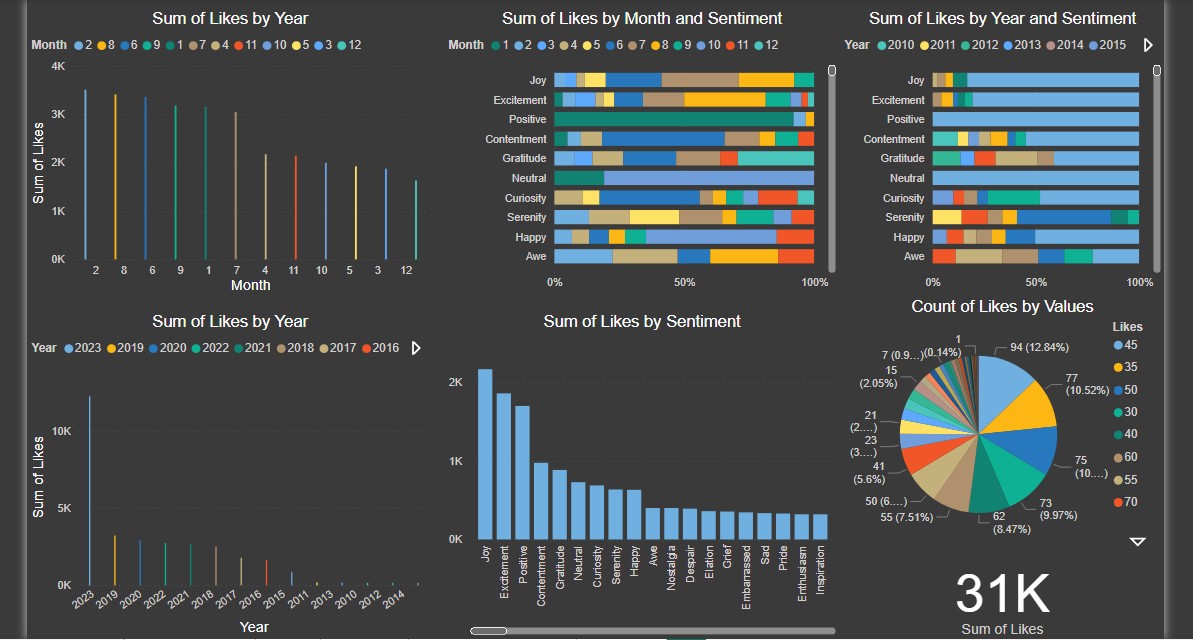 Sum of Likes by Year
Month 2 8 6 9 1 7 4 11 10 5 3 12
4K
3K
2K
1K
0K
Sum of Likes
2 8 6 9 1 7 4 11 10 5 3 12
Month
Sum of Likes by Month and Sentiment
Month 1 2 3 4 5 6 7 8 9 10 11 12
Joy
Excitement
Positive
Contentment
Gratitude
Neutral
Curiosity
Serenity
Happy
Awe
0% 50% 100%
Sum of Likes by Year and Sentiment
Year 2010 2011 2012 2013 2014 2015
Joy
Excitement
Positive
Contentment
Gratitude
Neutral
Curiosity
Serenity
Happy
Awe
0% 50% 100%
Sum of Likes by Year
Year 2023 2019 2020 2022 2021 2018 2017 2016
10K
5K
0K
Sum of Likes
2023 2019 2020 2022 2021 2018 2017 2016 2015 2011 2013 2010 2012 2014
Year
Sum of Likes by Sentiment
2K
1K
0K
Joy
Excitement
Positive
Contentment
Gratitude
Neutral
Curiosity
Serenity
Happy
Awe
Nostalgia
Despair
Elation
Grief
Embarrassed
Sad
Pride
Enthusiasm
Inspiration
Count of Likes by Values
1
94 (12.84%)
77
(10.52%)
75
(10....)
73
(9.97%)
62
(8.47%)
55 (7.51%)
50 (6....)
41
(5.6%)
23
(3....)
21
(2....)
15
(2.05%)
7 (0.9...)
(0.14%)
Likes
45
35
50
30
40
60
55
70
31K
Sum of Likes